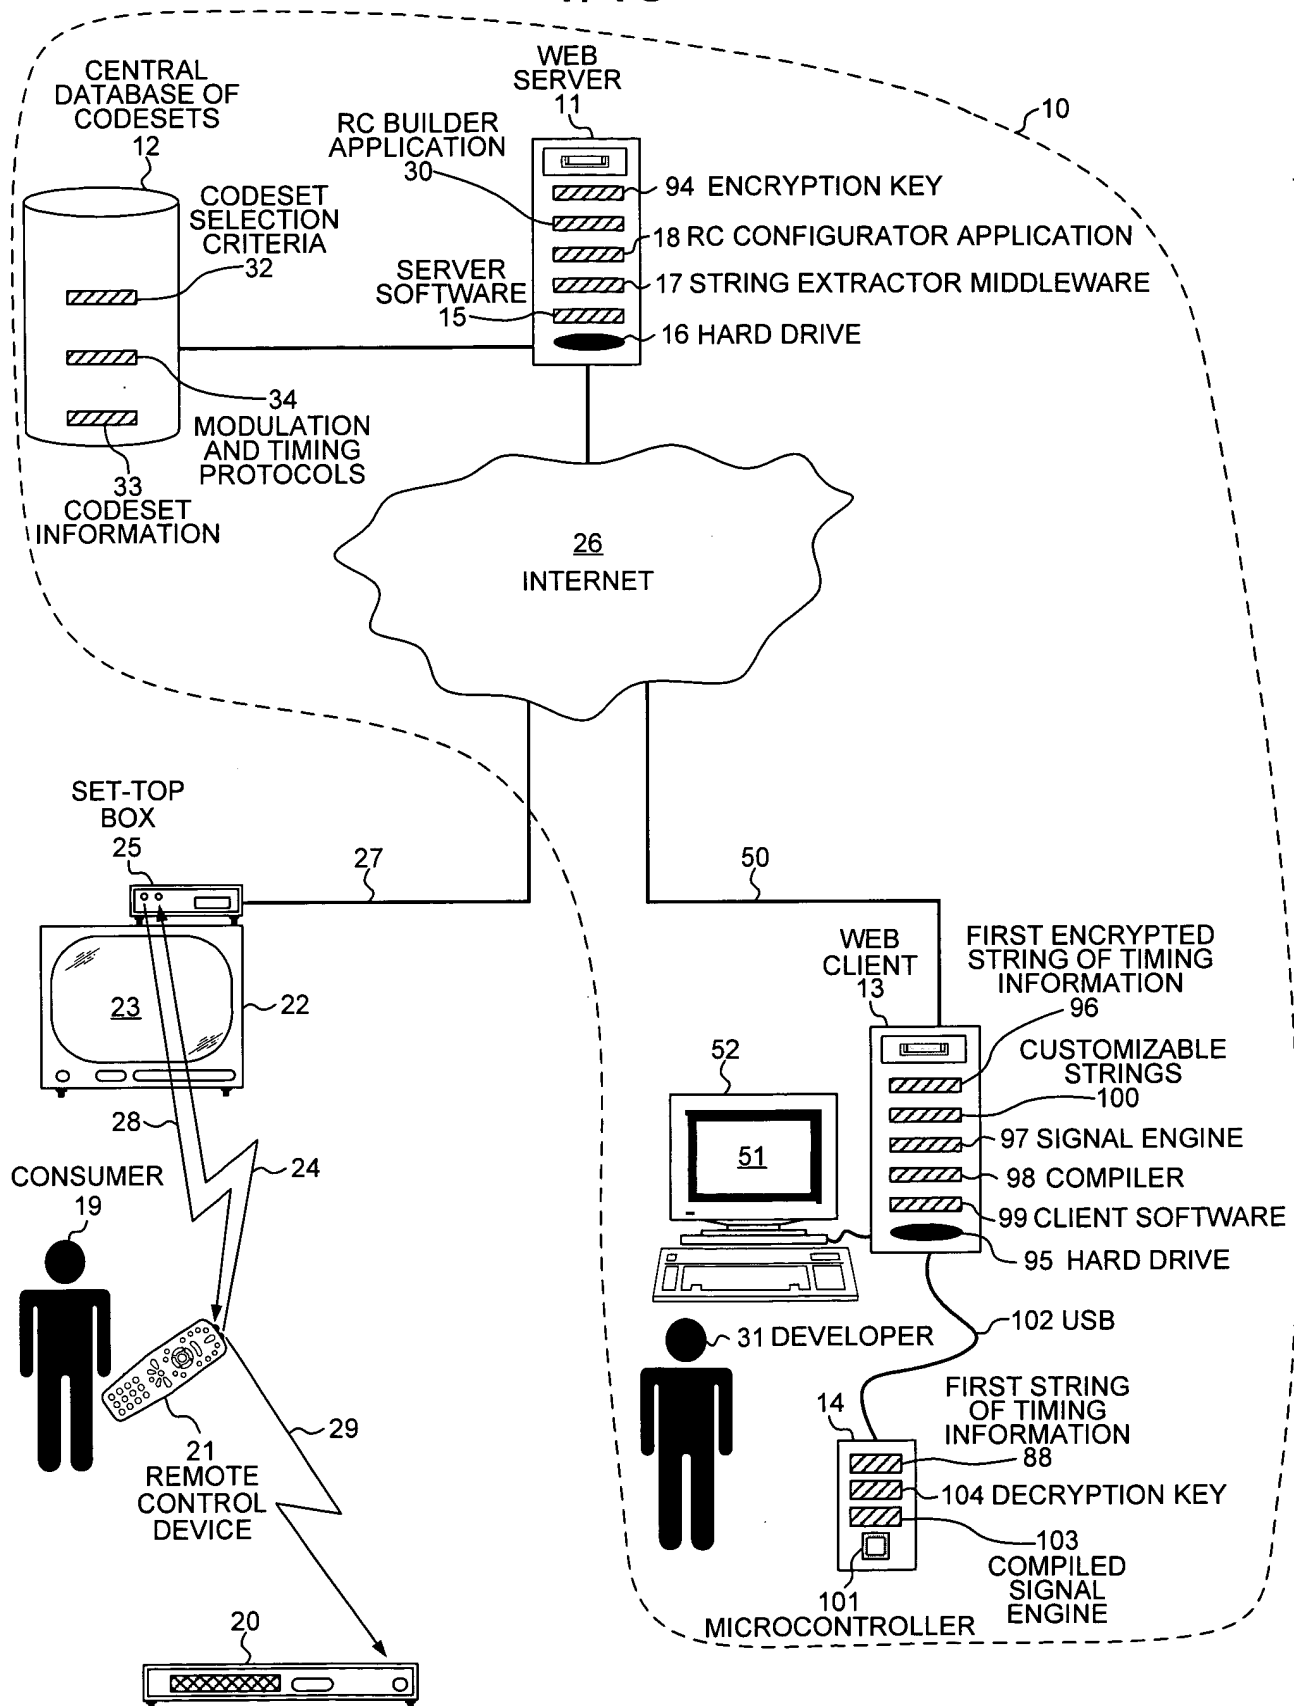 CENTRAL
DATABASE OF
CODESETS
12
WEB
SERVER
11
10
RC BUILDER
APPLICATION
30
CODESET
SELECTION
CRITERIA
32
94 ENCRYPTION KEY
18 RC CONFIGURATOR APPLICATION
SERVER
SOFTWARE
15
17 STRING EXTRACTOR MIDDLEWARE
16 HARD DRIVE
34
MODULATION
AND TIMING
PROTOCOLS
33
CODESET
INFORMATION
26
INTERNET
SET-TOP
BOX
25
27
50
WEB
CLIENT
13
FIRST ENCRYPTED
STRING OF TIMING
INFORMATION
96
23
22
52
CUSTOMIZABLE
STRINGS
100
28
24
51
97 SIGNAL ENGINE
98 COMPILER
99 CLIENT SOFTWARE
95 HARD DRIVE
CONSUMER
19
102 USB
31 DEVELOPER
21
REMOTE
CONTROL
DEVICE
29
14
FIRST STRING
OF TIMING
INFORMATION
88
104 DECRYPTION KEY
103
COMPILED
SIGNAL
ENGINE
101
MICROCONTROLLER
20